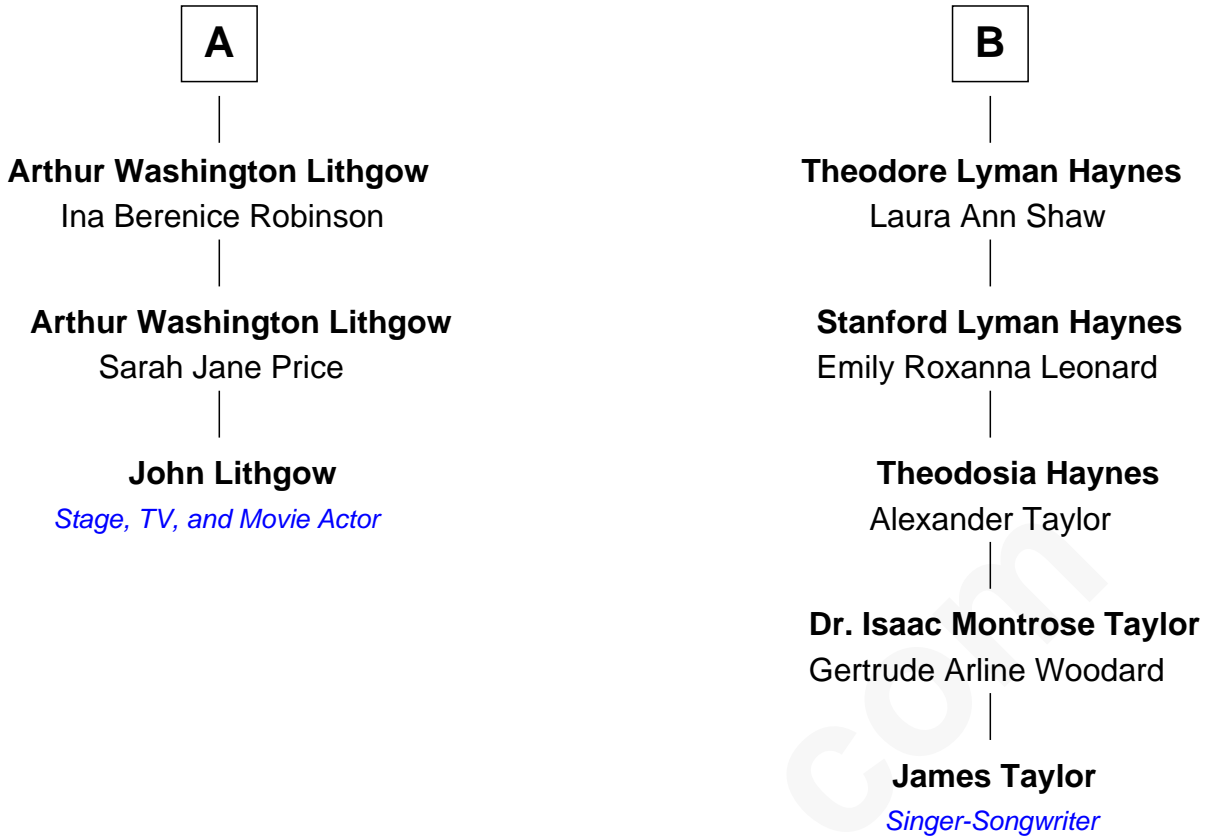 A
Arthur Washington Lithgow
Ina Berenice Robinson
Arthur Washington Lithgow
Sarah Jane Price
John Lithgow
Stage, TV, and Movie Actor
B
Theodore Lyman Haynes
Laura Ann Shaw
Stanford Lyman Haynes
Emily Roxanna Leonard
Theodosia Haynes
Alexander Taylor
Dr. Isaac Montrose Taylor
Gertrude Arline Woodard
James Taylor
Singer-Songwriter
com